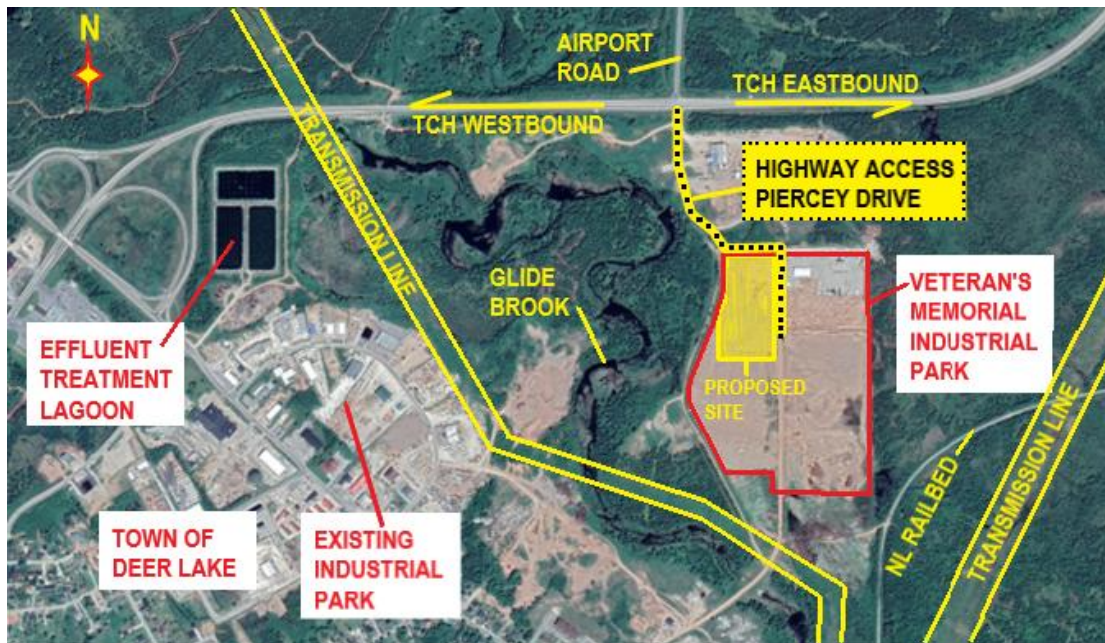 N
AIRPORT
ROAD
TCH EASTBOUND
TCH WESTBOUND
TRANSMISSION LINE
HIGHWAY ACCESS
PIERCEY DRIVE
GLIDE
BROOK
VETERAN'S
MEMORIAL
INDUSTRIAL
PARK
EFFLUENT
TREATMENT
LAGOON
PROPOSED
SITE
TRANSMISSION LINE
NL RAILBED
TOWN OF
DEER LAKE
EXISTING
INDUSTRIAL
PARK